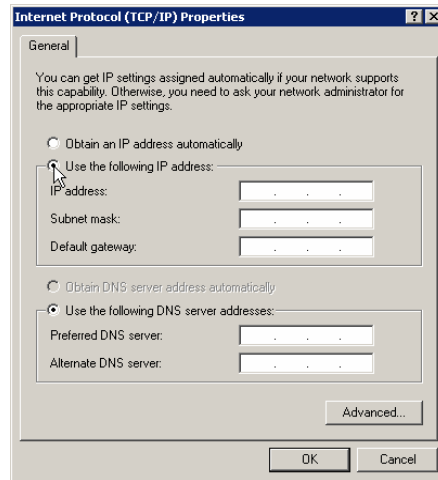 Internet Protocol (TCP/IP) Properties
General
You can get IP settings assigned automatically if your network supports
this capability. Otherwise, you need to ask your network administrator for
the appropriate IP settings.
Obtain an IP address automatically
Use the following IP address:
IP address:
Subnet mask:
Default gateway:
Obtain DNS server address automatically
Use the following DNS server addresses:
Preferred DNS server:
Alternate DNS server:
Advanced...
OK Cancel